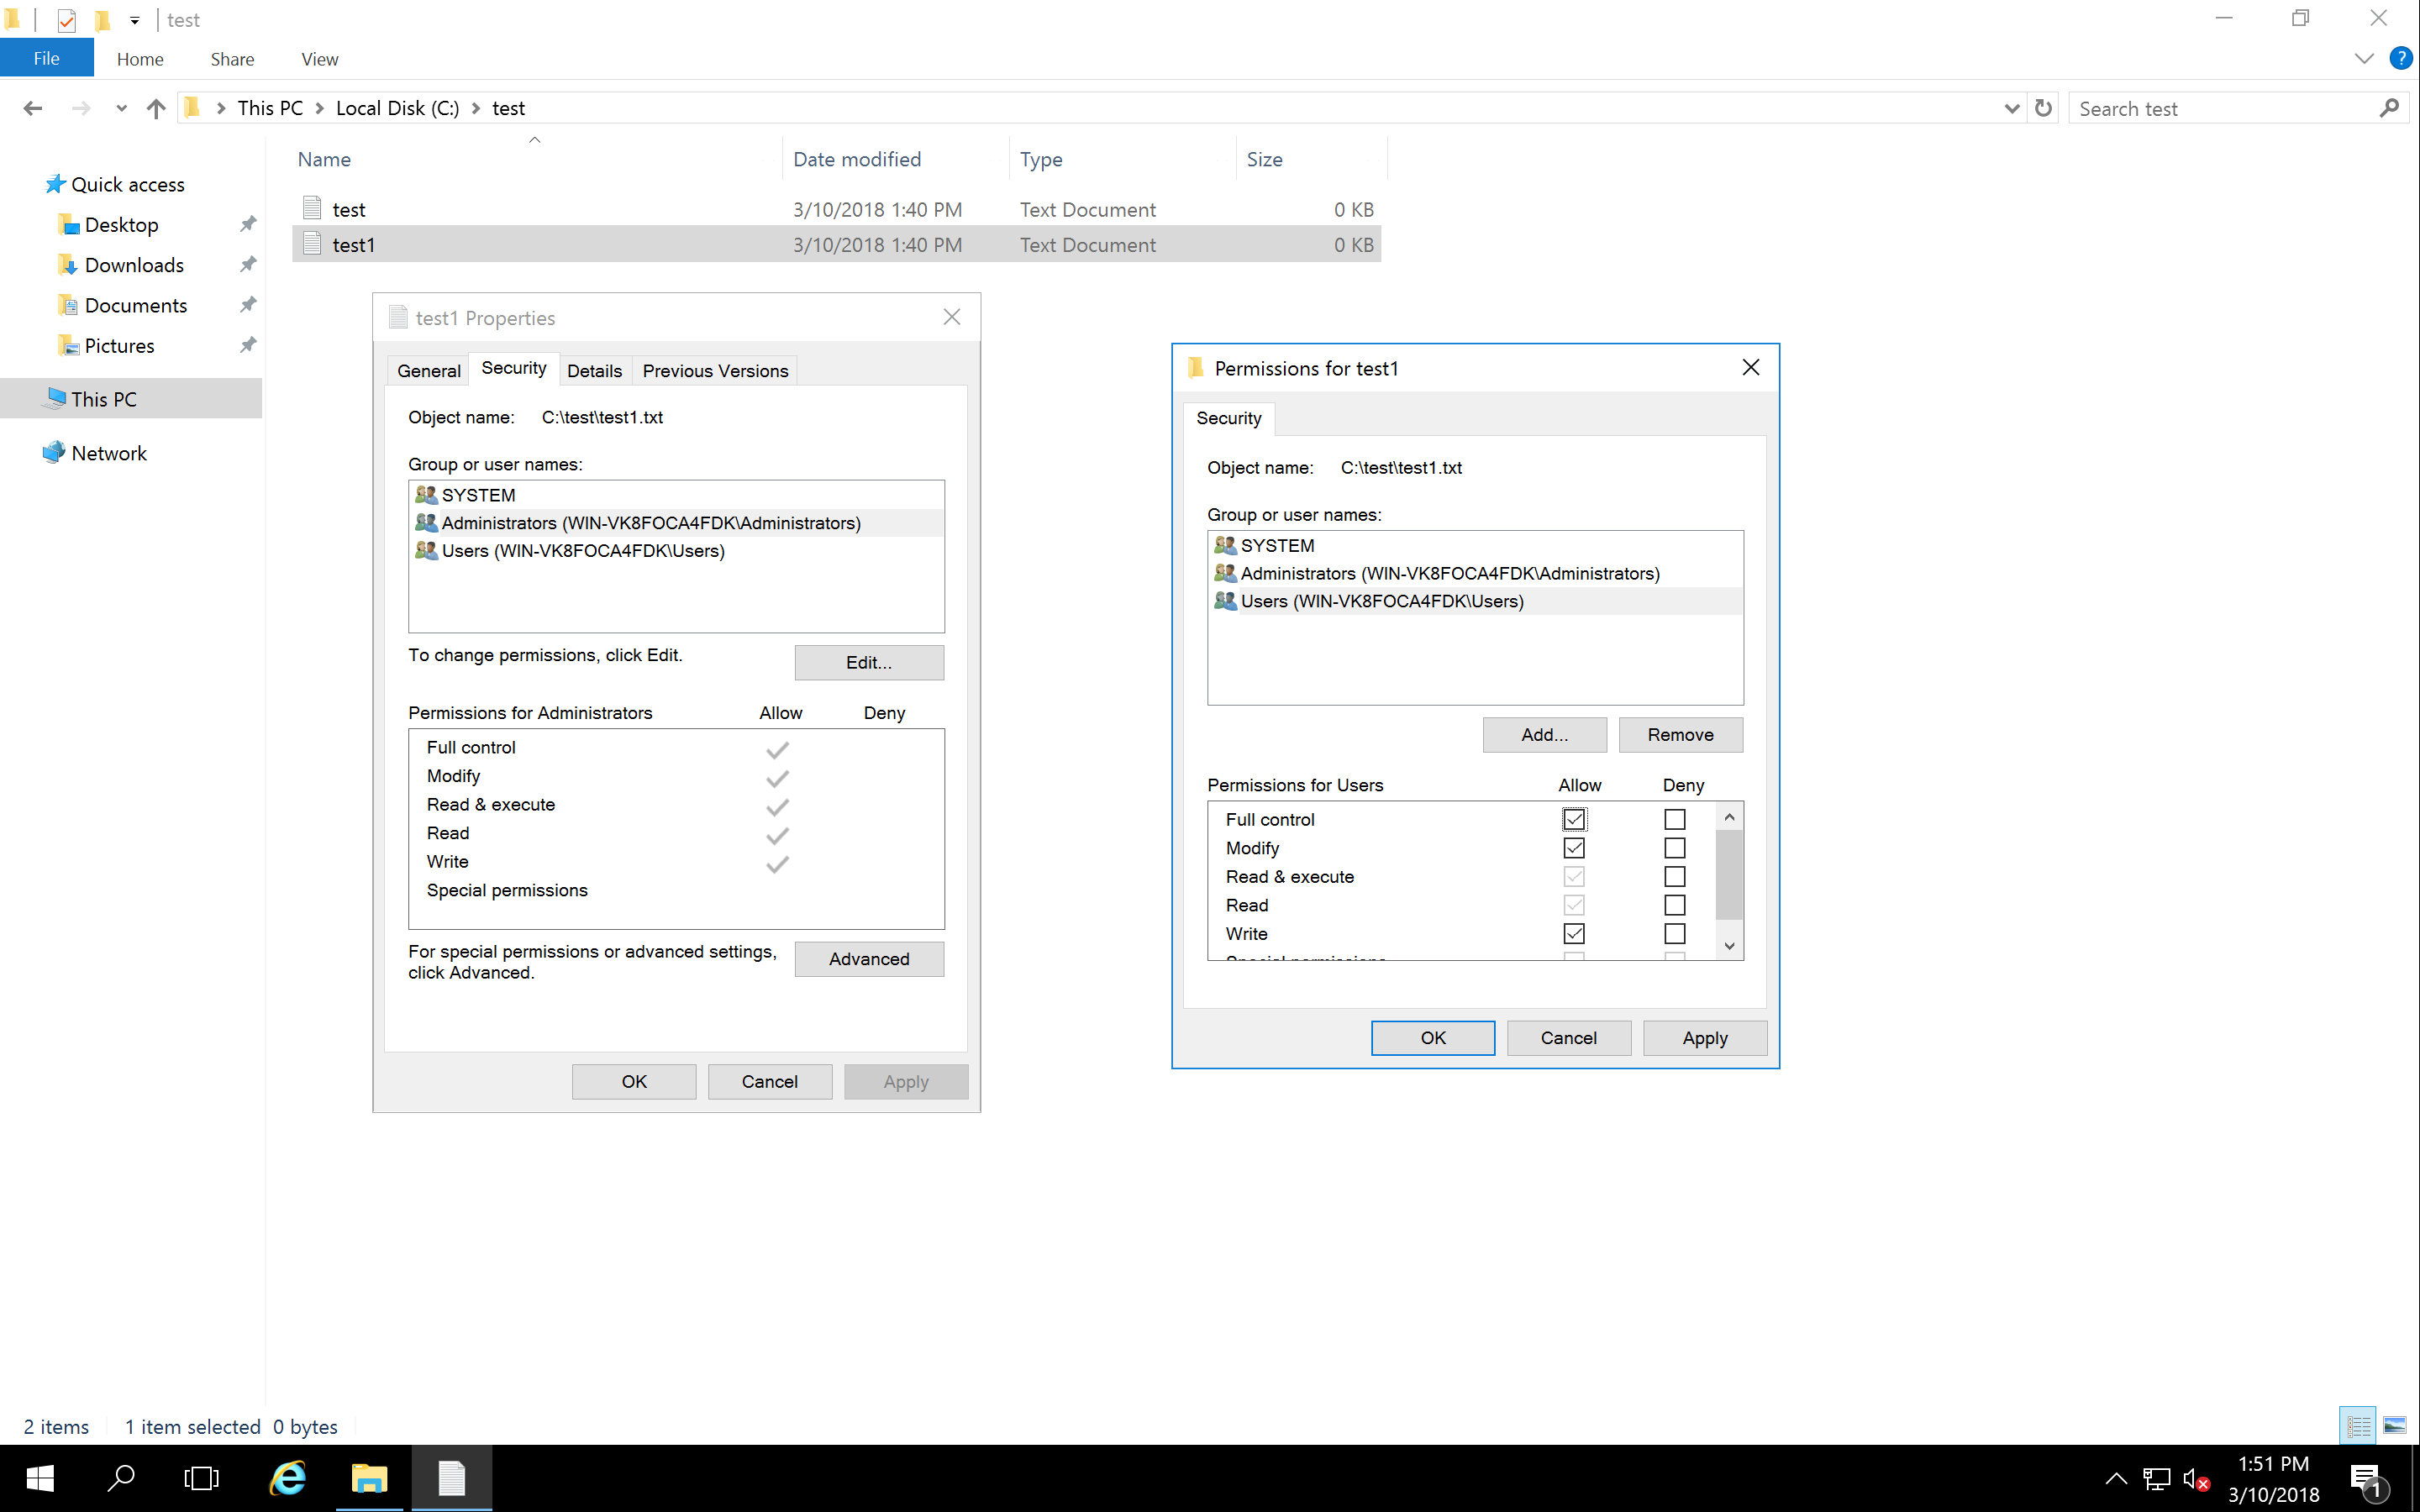 test
File Home Share View
This PC Local Disk (C:) test
Search test
Name Date modified Type Size
Quick access
Desktop
Downloads
Documents
Pictures
This PC
Network
test 3/10/2018 1:40 PM Text Document 0 KB
test1 3/10/2018 1:40 PM Text Document 0 KB
test1 Properties
General Security Details Previous Versions
Object name: C:\test\test1.txt
Group or user names:
SYSTEM
Administrators (WIN-VK8FOCA4FDK\Administrators)
Users (WIN-VK8FOCA4FDK\Users)
To change permissions, click Edit.
Edit...
Permissions for Administrators Allow Deny
Full control
Modify
Read & execute
Read
Write
Special permissions
For special permissions or advanced settings,
click Advanced.
Advanced
OK Cancel Apply
Permissions for test1
Security
Object name: C:\test\test1.txt
Group or user names:
SYSTEM
Administrators (WIN-VK8FOCA4FDK\Administrators)
Users (WIN-VK8FOCA4FDK\Users)
Add... Remove
Permissions for Users Allow Deny
Full control
Modify
Read & execute
Read
Write
Special permissions
OK Cancel Apply
2 items 1 item selected 0 bytes
1:51 PM
3/10/2018
1